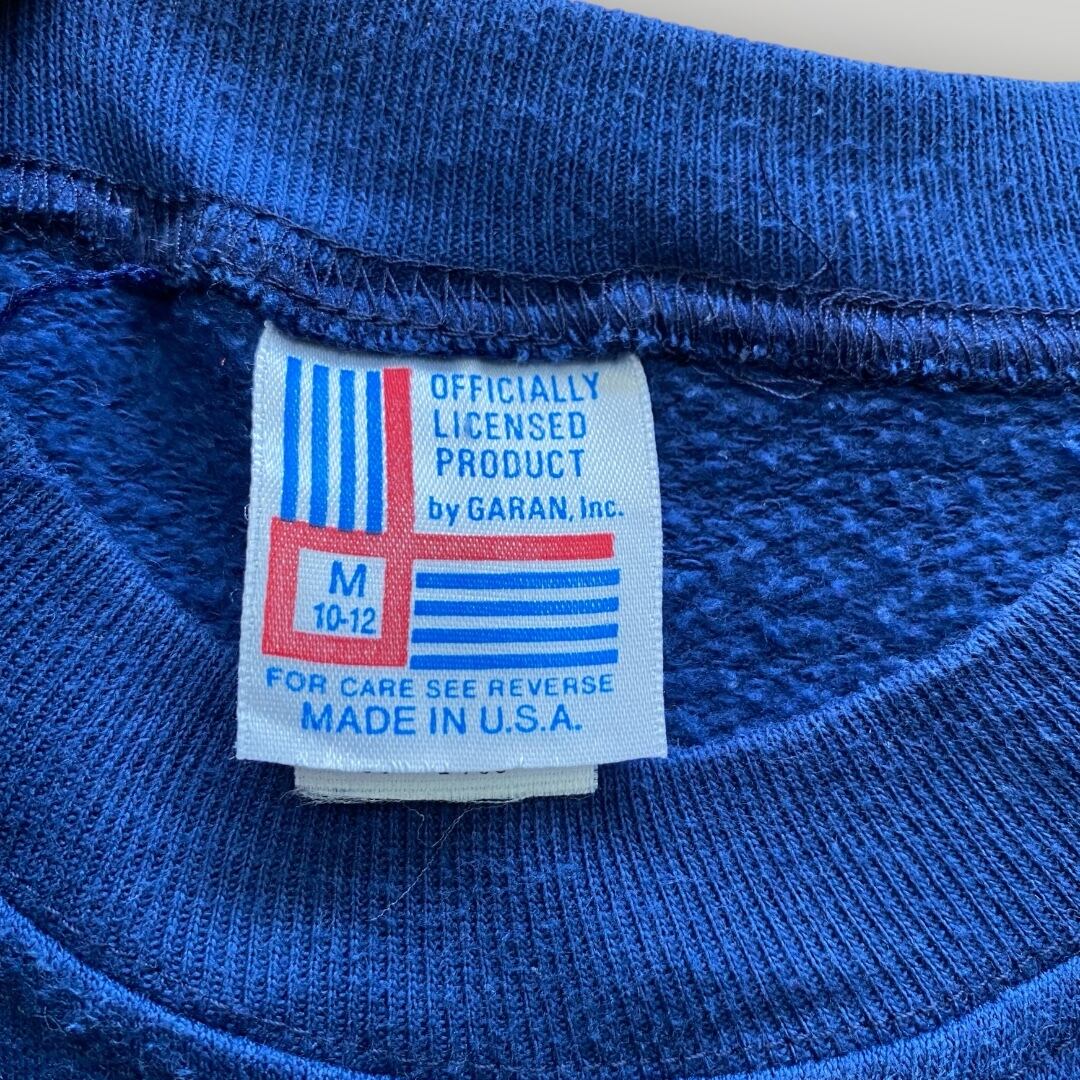 OFFICIALLY
LICENSED
PRODUCT
by GARAN, Inc.
M
10-12
FOR CARE SEE REVERSE
MADE IN U.S.A.